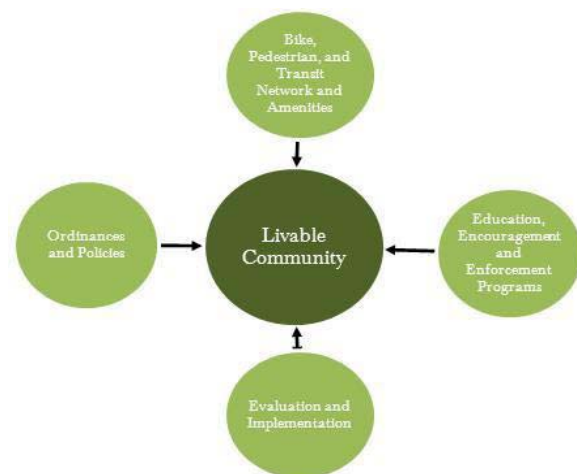 Bike,
Pedestrian, and
Transit
Network and
Amenities
Ordinances
and Policies
Livable
Community
Education,
Encouragement
and
Enforcement
Programs
Evaluation and
Implementation